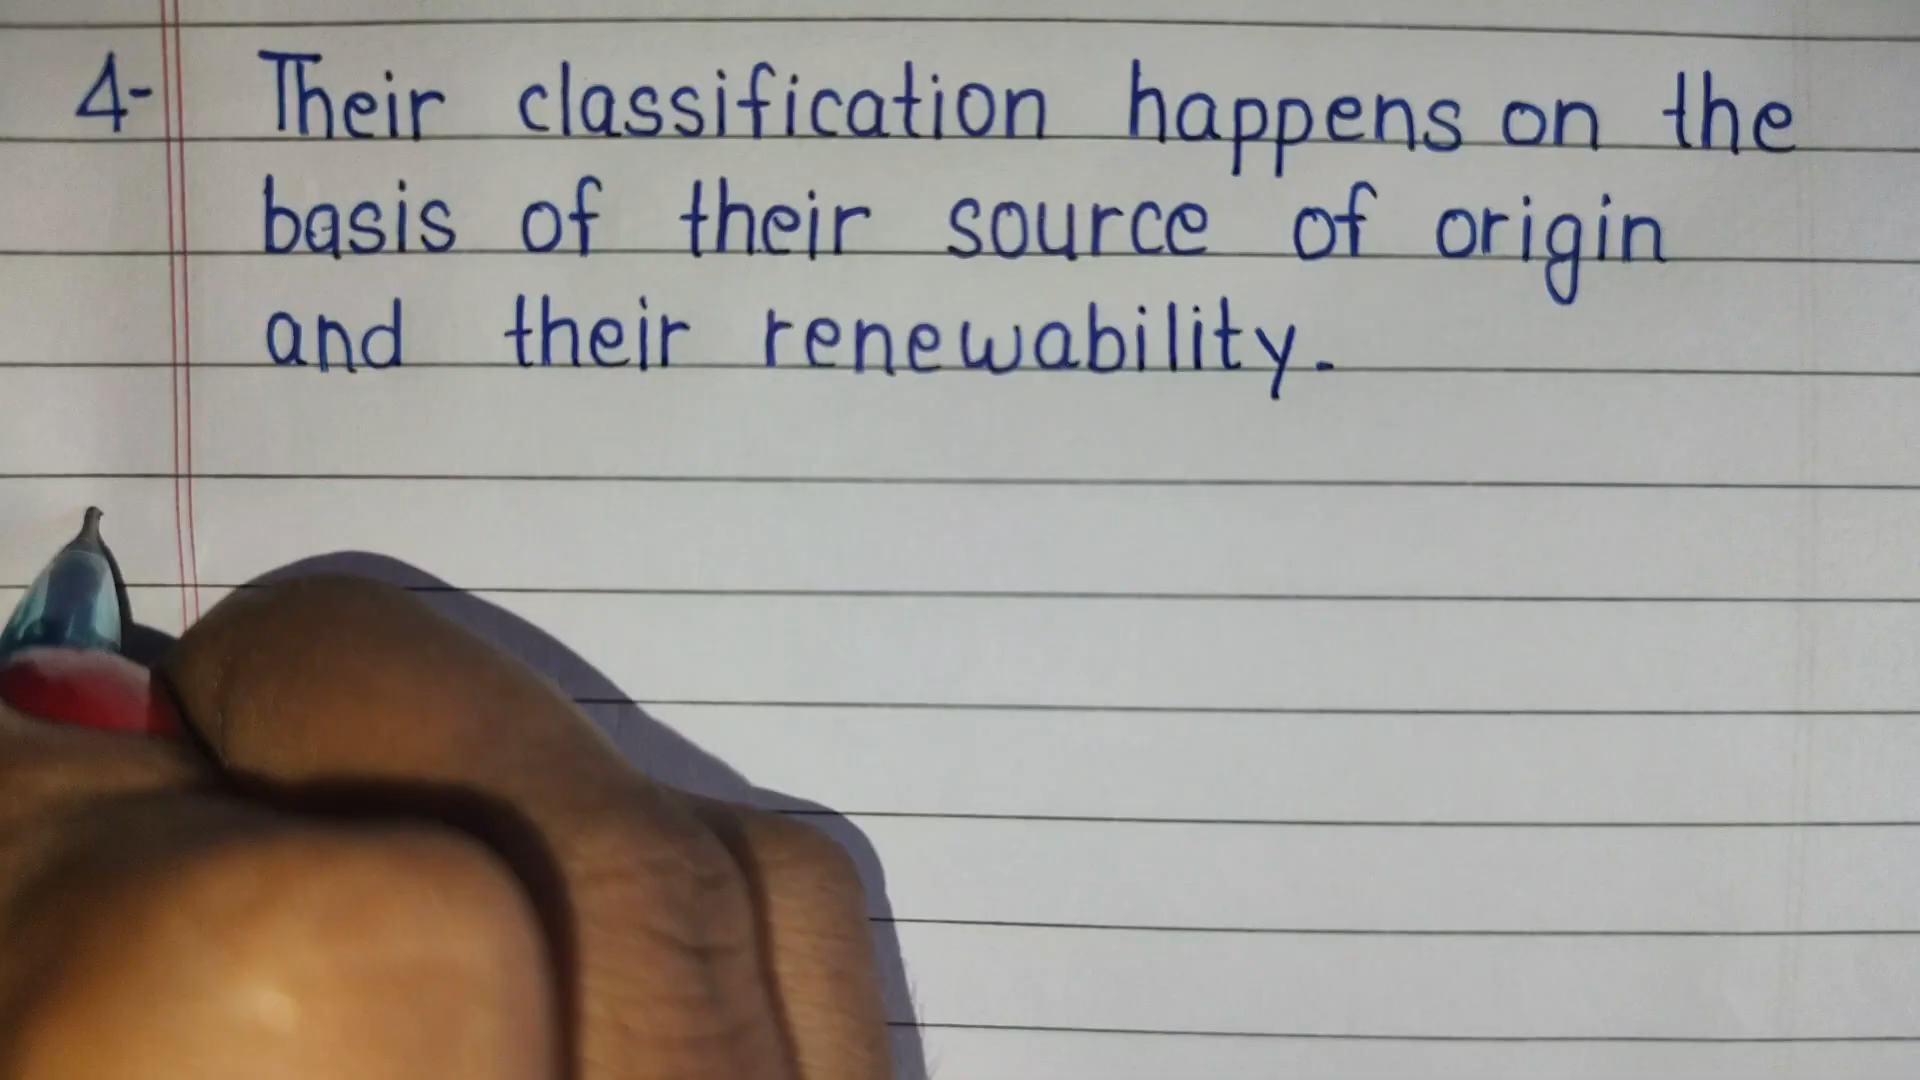 4- Their classification happens on the
basis of their source of origin
and their renewability.